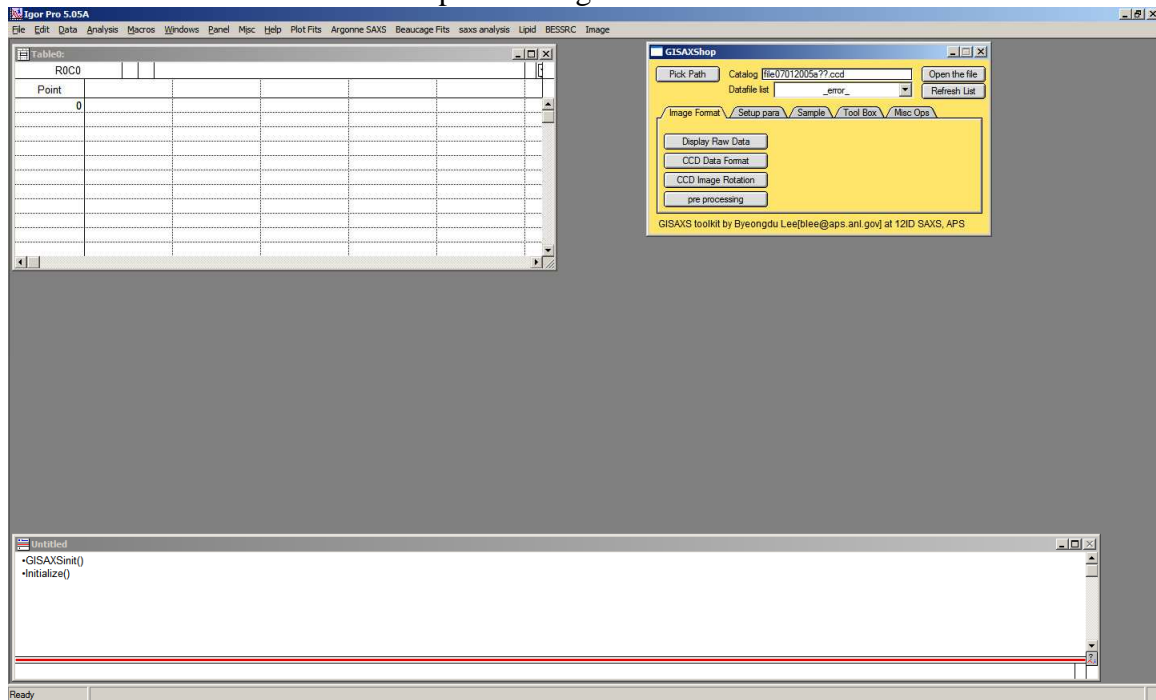 Igor Pro 5.05A
File Edit Data Analysis Macros Windows Panel Misc Help Plot Fits Argonne SAXS Beaucage Fits saxs analysis Lipid BESSRC Image
Table0:
R0C0
Point
0
GISAXShop
Pick Path Catalog file07012005a??.ccd Open the file
Datafile list _error_ Refresh List
Image Format Setup para Sample Tool Box Misc Ops
Display Raw Data
CCD Data Format
CCD Image Rotation
pre processing
GISAXS toolkit by Byeongdu Lee[blee@aps.anl.gov] at 12ID SAXS, APS
Untitled
•GISAXSinit()
•Initialize()
Ready